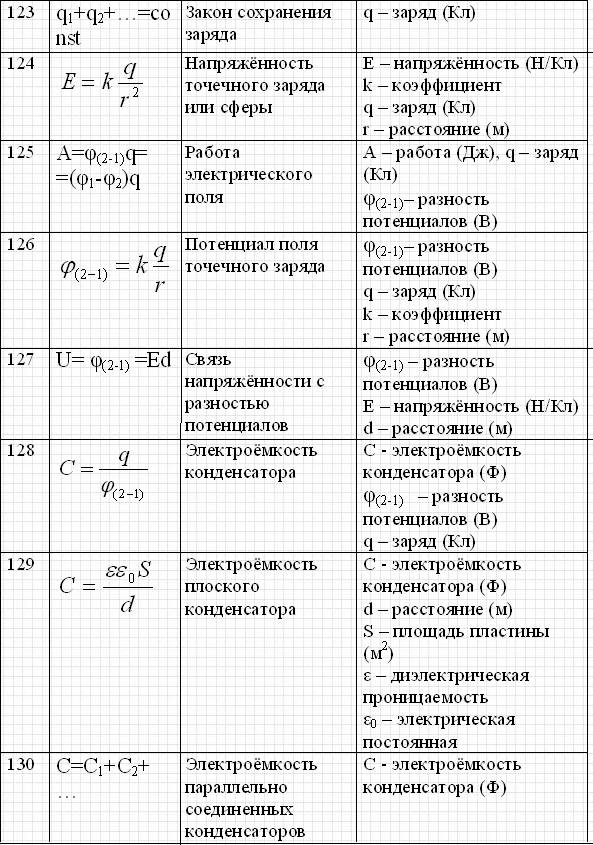 123 q₁+q₂+…=co Закон сохранения q – заряд (Кл)
nst заряда
124 E = k q/r² Напряжённость E – напряжённость (Н/Кл)
точечного заряда k – коэффициент
или сферы q – заряд (Кл)
r – расстояние (м)
125 A=φ(2-1)q= Работа А – работа (Дж), q – заряд
=(φ₁-φ₂)q электрического (Кл)
поля φ(2-1)– разность
потенциалов (В)
126 φ(2−1) = k q/r Потенциал поля φ(2-1)– разность
точечного заряда потенциалов (В)
q – заряд (Кл)
k – коэффициент
r – расстояние (м)
127 U= φ(2-1) =Ed Связь φ(2-1) – разность
напряжённости с потенциалов (В)
разностью E – напряжённость (Н/Кл)
потенциалов d – расстояние (м)
128 C = q/φ(2−1) Электроёмкость С - электроёмкость
конденсатора конденсатора (Ф)
φ(2-1) – разность
потенциалов (В)
q – заряд (Кл)
129 C = εε₀S/d Электроёмкость С - электроёмкость
плоского конденсатора (Ф)
конденсатора d – расстояние (м)
S – площадь пластины
(м²)
ε – диэлектрическая
проницаемость
ε₀ – электрическая
постоянная
130 C=C₁+C₂+ Электроёмкость С - электроёмкость
… параллельно конденсатора (Ф)
соединенных
конденсаторов